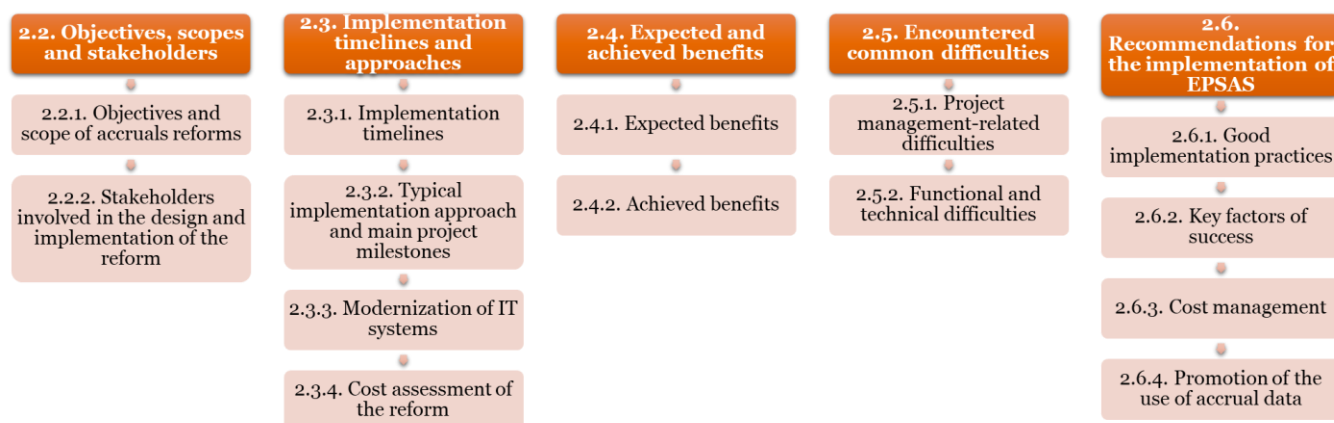 2.2. Objectives, scopes
and stakeholders
2.2.1. Objectives and
scope of accruals reforms
2.2.2. Stakeholders
involved in the design and
implementation of the
reform
2.3. Implementation
timelines and
approaches
2.3.1. Implementation
timelines
2.3.2. Typical
implementation approach
and main project
milestones
2.3.3. Modernization of IT
systems
2.3.4. Cost assessment of
the reform
2.4. Expected and
achieved benefits
2.4.1. Expected benefits
2.4.2. Achieved benefits
2.5. Encountered
common difficulties
2.5.1. Project
management-related
difficulties
2.5.2. Functional and
technical difficulties
2.6.
Recommendations for
the implementation of
EPSAS
2.6.1. Good
implementation practices
2.6.2. Key factors of
success
2.6.3. Cost management
2.6.4. Promotion of the
use of accrual data